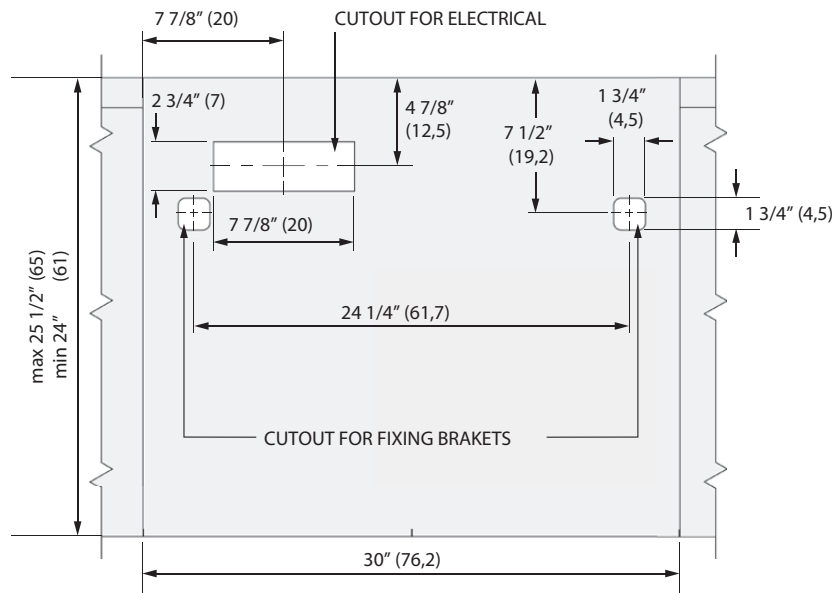 7 7/8” (20)
CUTOUT FOR ELECTRICAL
2 3/4” (7)
4 7/8”
(12,5)
7 1/2”
(19,2)
1 3/4”
(4,5)
1 3/4” (4,5)
7 7/8” (20)
max 25 1/2” (65)
min 24” (61)
24 1/4” (61,7)
CUTOUT FOR FIXING BRAKETS
30” (76,2)